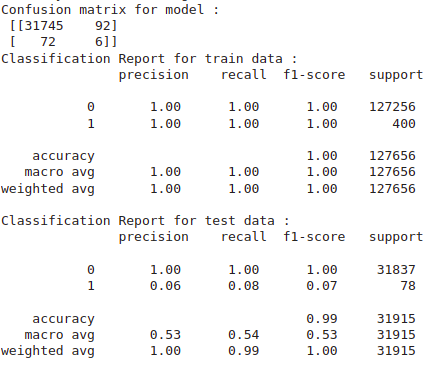 Confusion matrix for model :
[[31745 92]
[ 72 6]]
Classification Report for train data :
precision recall f1-score support
0 1.00 1.00 1.00 127256
1 1.00 1.00 1.00 400
accuracy 1.00 127656
macro avg 1.00 1.00 1.00 127656
weighted avg 1.00 1.00 1.00 127656
Classification Report for test data :
precision recall f1-score support
0 1.00 1.00 1.00 31837
1 0.06 0.08 0.07 78
accuracy 0.99 31915
macro avg 0.53 0.54 0.53 31915
weighted avg 1.00 0.99 1.00 31915